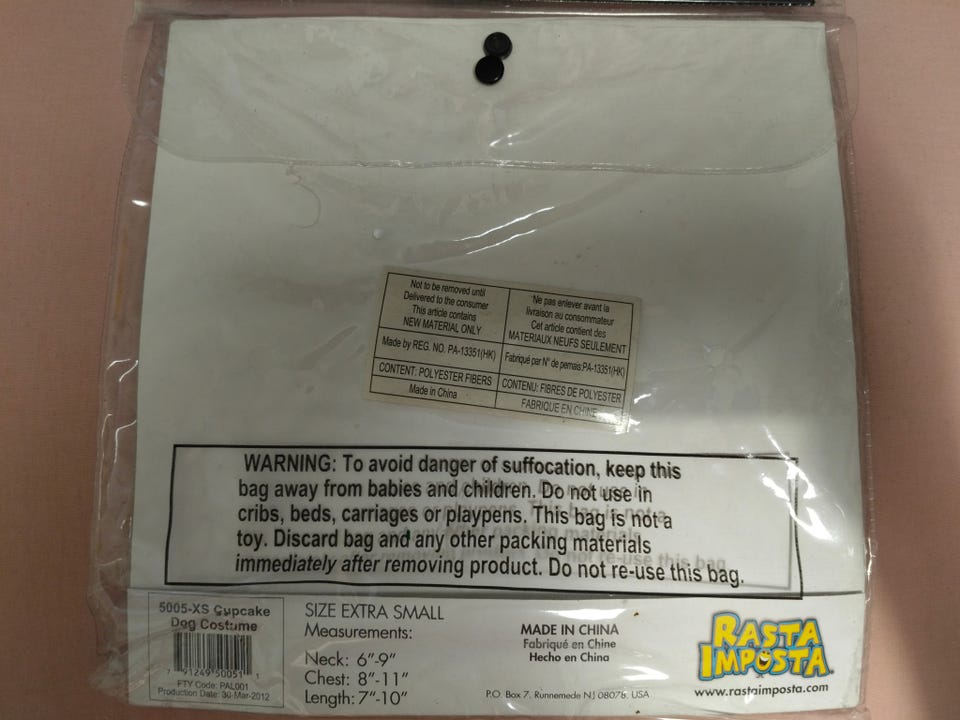 Not to be removed until
Delivered to the consumer
This article contains
NEW MATERIAL ONLY
Made by REG. NO. PA-13351(HK)
CONTENT: POLYESTER FIBERS
Made in China
Ne pas enlever avant la
livraison au consommateur
Cet article contient des
MATERIAUX NEUFS SEULEMENT
Fabriqué par N° de permais:PA-13351(HK)
CONTENU: FIBRES DE POLYESTER
FABRIQUE EN CHINE
WARNING: To avoid danger of suffocation, keep this
bag away from babies and children. Do not use in
cribs, beds, carriages or playpens. This bag is not a
toy. Discard bag and any other packing materials
immediately after removing product. Do not re-use this bag.
5005-XS Cupcake
Dog Costume
7 91249 50051 1
FTY Code: PAL001
Production Date: 30-Mar-2012
SIZE EXTRA SMALL
Measurements:
Neck: 6"-9"
Chest: 8"-11"
Length: 7"-10"
MADE IN CHINA
Fabriqué en Chine
Hecho en China
P.O. Box 7. Runnemede NJ 08078, USA
RASTA
IMPOSTA
www.rastaimposta.com